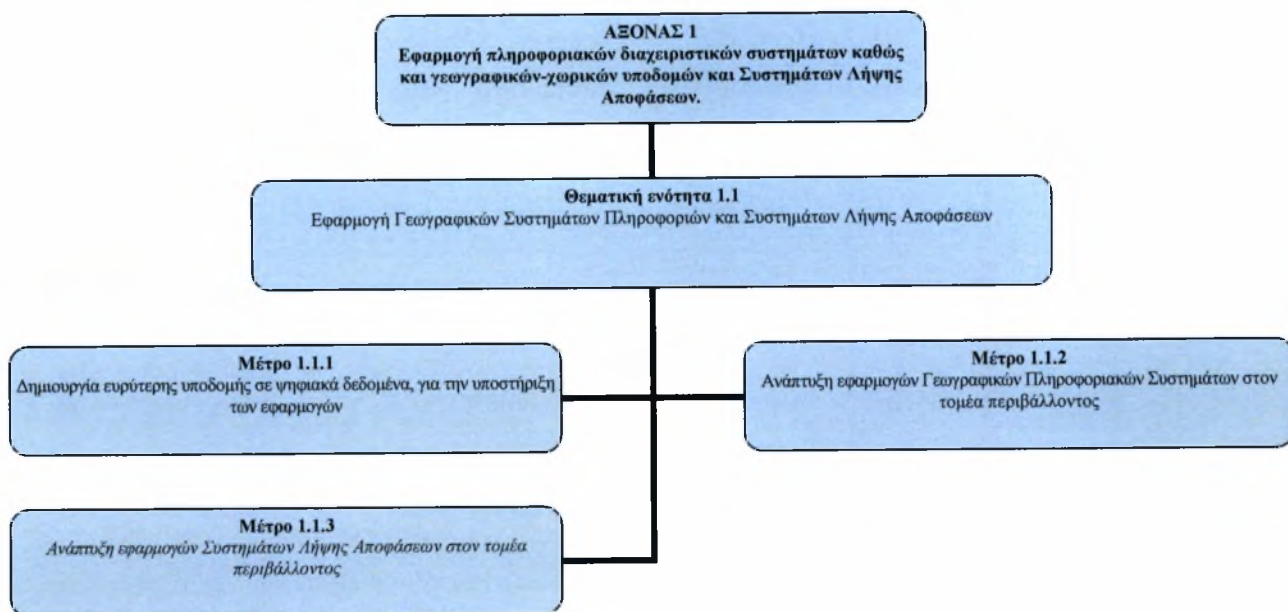 ΑΞΟΝΑΣ 1
Εφαρμογή πληροφοριακών διαχειριστικών συστημάτων καθώς
και γεωγραφικών-χωρικών υποδομών και Συστημάτων Λήψης
Αποφάσεων.
Θεματική ενότητα 1.1
Εφαρμογή Γεωγραφικών Συστημάτων Πληροφοριών και Συστημάτων Λήψης Αποφάσεων
Μέτρο 1.1.1
Δημιουργία ευρύτερης υποδομής σε ψηφιακά δεδομένα, για την υποστήριξη
των εφαρμογών
Μέτρο 1.1.2
Ανάπτυξη εφαρμογών Γεωγραφικών Πληροφοριακών Συστημάτων στον
τομέα περιβάλλοντος
Μέτρο 1.1.3
Ανάπτυξη εφαρμογών Συστημάτων Λήψης Αποφάσεων στον τομέα
περιβάλλοντος